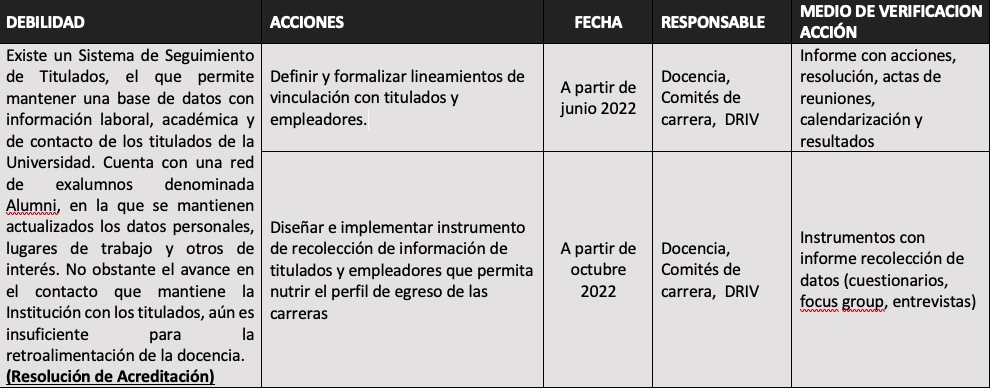 DEBILIDAD
ACCIONES
FECHA
RESPONSABLE
MEDIO DE VERIFICACION
ACCIÓN
Existe un Sistema de Seguimiento
de Titulados, el que permite
mantener una base de datos con
información laboral, académica y
de contacto de los titulados de la
Universidad. Cuenta con una red
de exalumnos denominada
Alumni, en la que se mantienen
actualizados los datos personales,
lugares de trabajo y otros de
interés. No obstante el avance en
el contacto que mantiene la
Institución con los titulados, aún es
insuficiente para la
retroalimentación de la docencia.
(Resolución de Acreditación)
Definir y formalizar lineamientos de
vinculación con titulados y
empleadores.
A partir de
junio 2022
Docencia,
Comités de
carrera, DRIV
Informe con acciones,
resolución, actas de
reuniones,
calendarización y
resultados
Diseñar e implementar instrumento
de recolección de información de
titulados y empleadores que permita
nutrir el perfil de egreso de las
carreras
A partir de
octubre
2022
Docencia,
Comités de
carrera, DRIV
Instrumentos con
informe recolección de
datos (cuestionarios,
focus group, entrevistas)